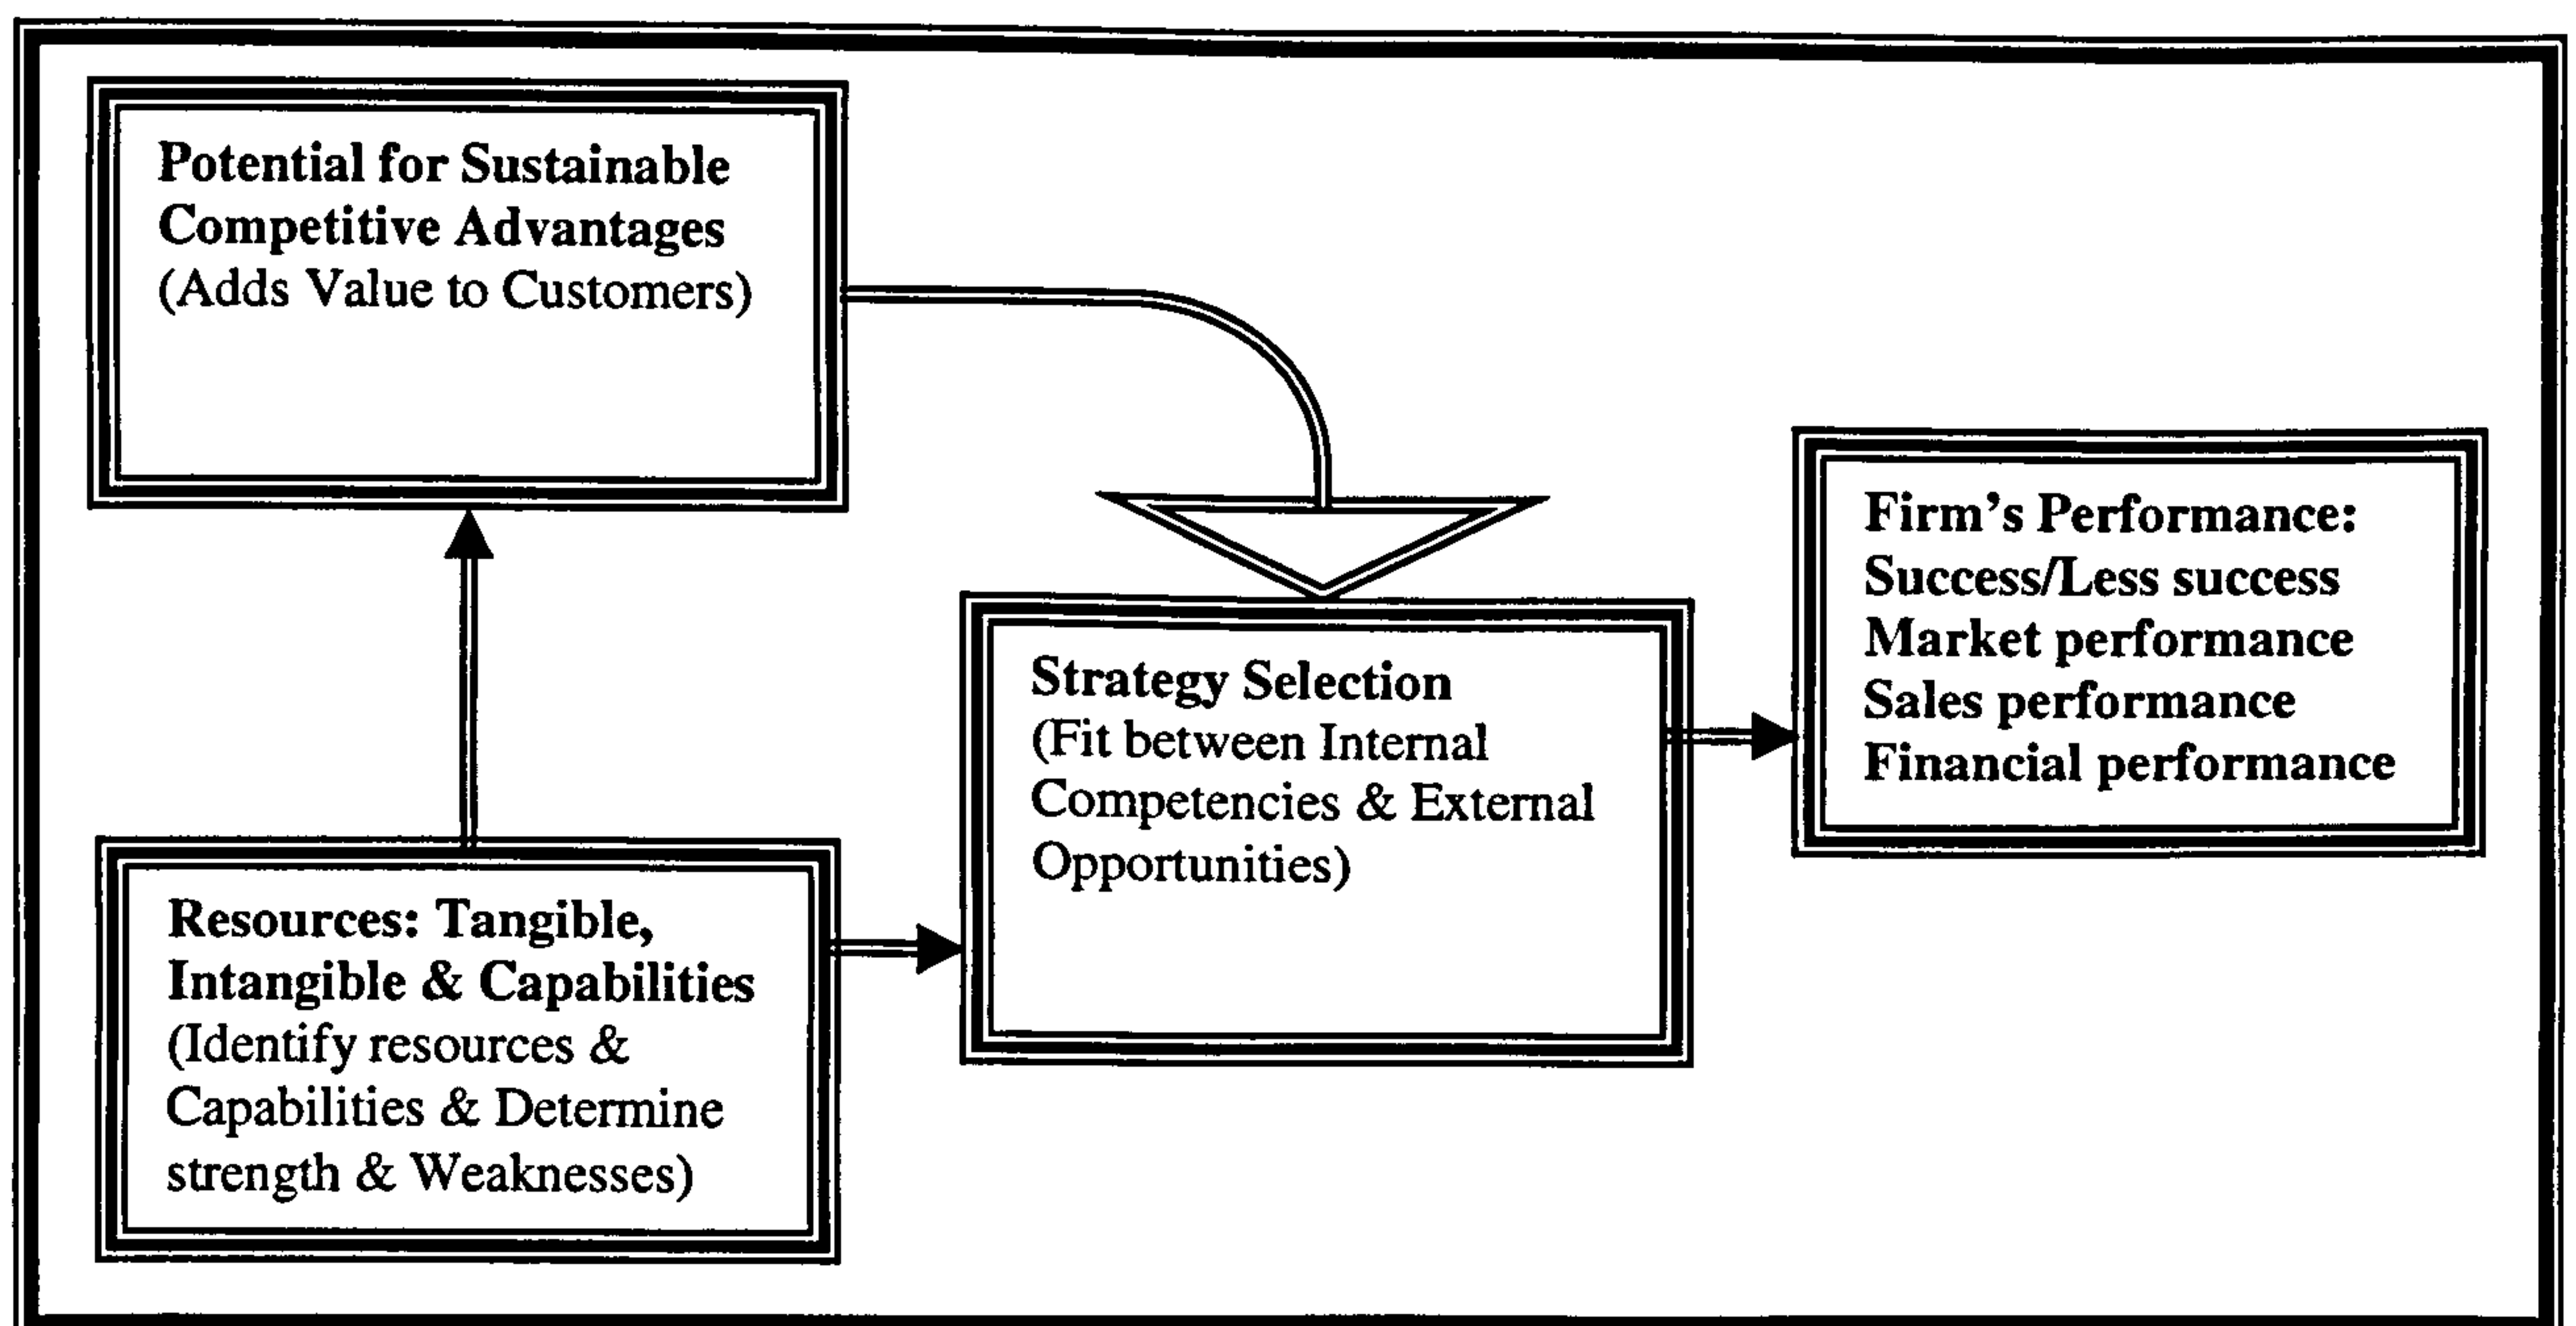 Potential for Sustainable
Competitive Advantages
(Adds Value to Customers)
Firm's Performance:
Success/Less success
Market performance
Sales performance
Financial performance
Strategy Selection
(Fit between Internal
Competencies & External
Opportunities)
Resources: Tangible,
Intangible & Capabilities
(Identify resources &
Capabilities & Determine
strength & Weaknesses)